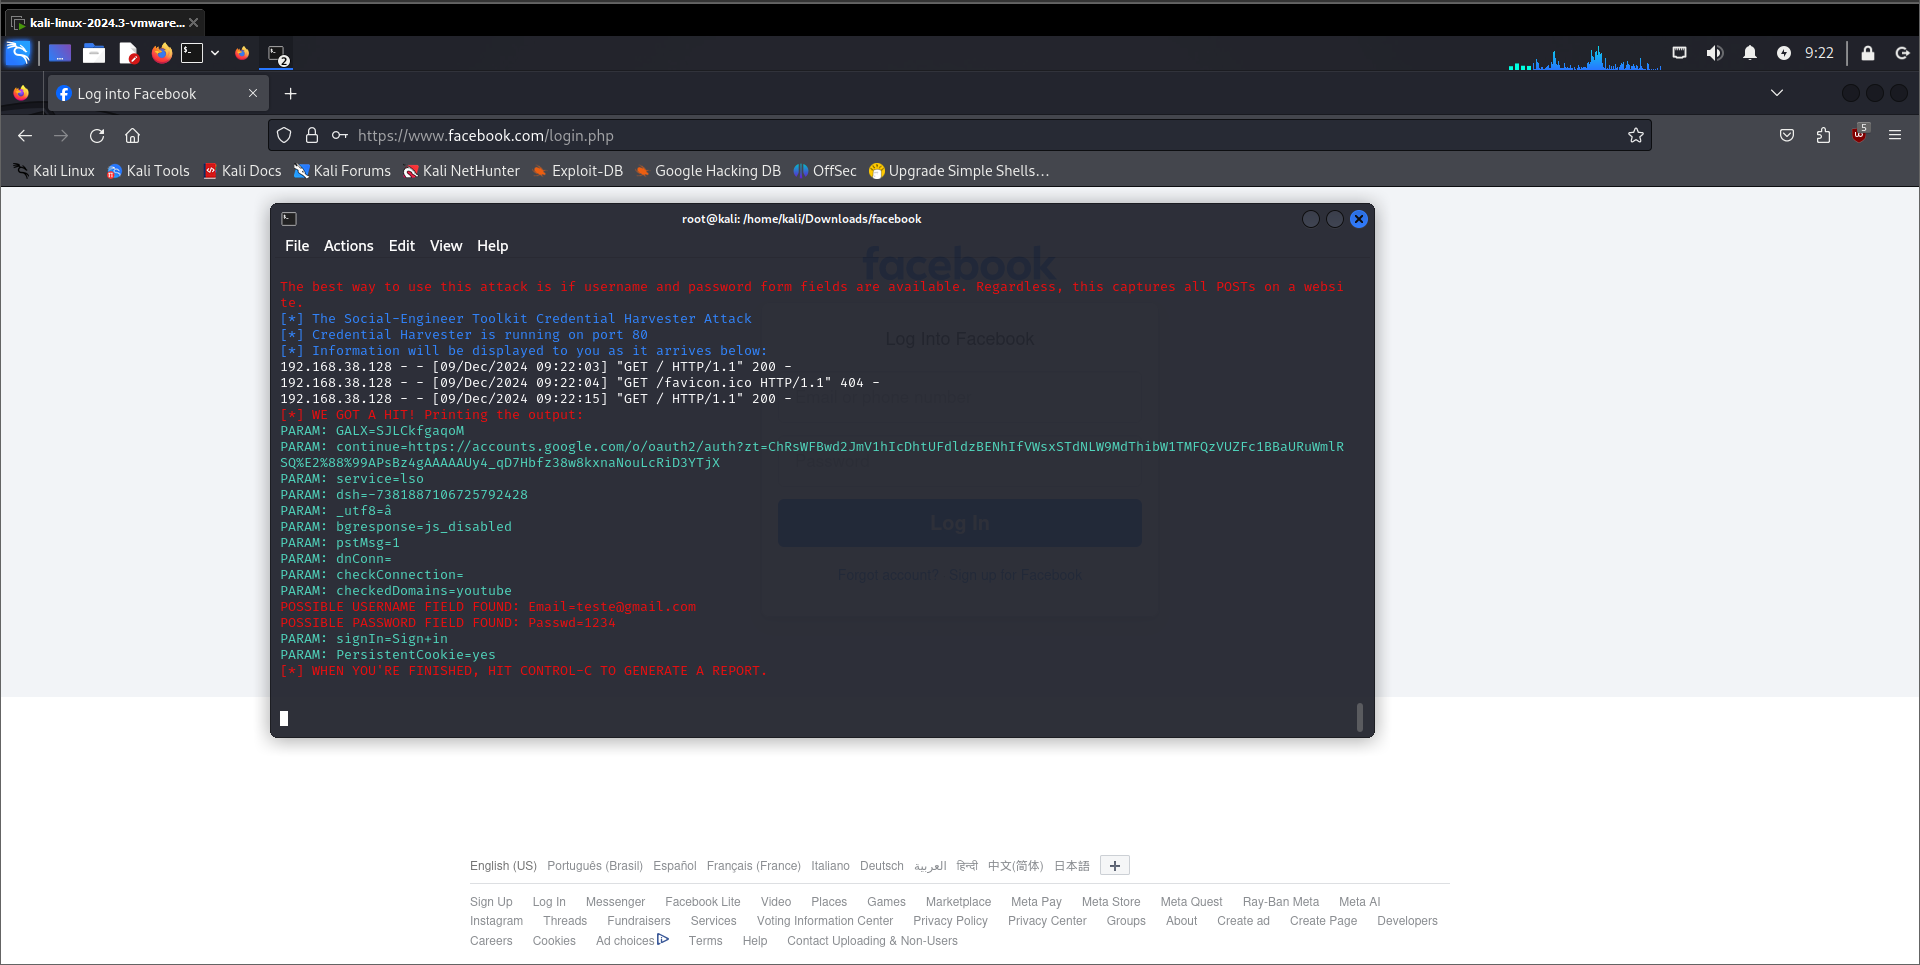 kali-linux-2024.3-vmware...
2
9:22
Log into Facebook
https://www.facebook.com/login.php
5
Kali Linux Kali Tools Kali Docs Kali Forums Kali NetHunter Exploit-DB Google Hacking DB OffSec Upgrade Simple Shells...
root@kali: /home/kali/Downloads/facebook
File Actions Edit View Help
facebook
The best way to use this attack is if username and password form fields are available. Regardless, this captures all POSTs on a websi
te.
[*] The Social-Engineer Toolkit Credential Harvester Attack
[*] Credential Harvester is running on port 80
Log Into Facebook
[*] Information will be displayed to you as it arrives below:
192.168.38.128 - - [09/Dec/2024 09:22:03] "GET / HTTP/1.1" 200 -
192.168.38.128 - - [09/Dec/2024 09:22:04] "GET /favicon.ico HTTP/1.1" 404 -
192.168.38.128 - - [09/Dec/2024 09:22:15] "GET / HTTP/1.1" 200 -
[*] WE GOT A HIT! Printing the output:
PARAM: GALX=SJLCkfgaqoM
PARAM: continue=https://accounts.google.com/o/oauth2/auth?zt=ChRsWFBwd2JmV1hIcDhtUFdldzBENhIfVWsxSTdNLW9MdThibW1TMFQzVUZFc1BBaURuWmlR
SQ%E2%88%99APsBz4gAAAAAUy4_qD7Hbfz38w8kxnaNouLcRiD3YTjX
PARAM: service=lso
PARAM: dsh=-7381887106725792428
PARAM: _utf8=â
Log In
PARAM: bgresponse=js_disabled
PARAM: pstMsg=1
PARAM: dnConn=
PARAM: checkConnection=
Forgot account? · Sign up for Facebook
PARAM: checkedDomains=youtube
POSSIBLE USERNAME FIELD FOUND: Email=teste@gmail.com
POSSIBLE PASSWORD FIELD FOUND: Passwd=1234
PARAM: signIn=Sign+in
PARAM: PersistentCookie=yes
[*] WHEN YOU'RE FINISHED, HIT CONTROL-C TO GENERATE A REPORT.
English (US) Português (Brasil) Español Français (France) Italiano Deutsch العربية हिन्दी 中文(简体) 日本語
Sign Up Log In Messenger Facebook Lite Video Places Games Marketplace Meta Pay Meta Store Meta Quest Ray-Ban Meta Meta AI
Instagram Threads Fundraisers Services Voting Information Center Privacy Policy Privacy Center Groups About Create ad Create Page Developers
Careers Cookies Ad choices Terms Help Contact Uploading & Non-Users